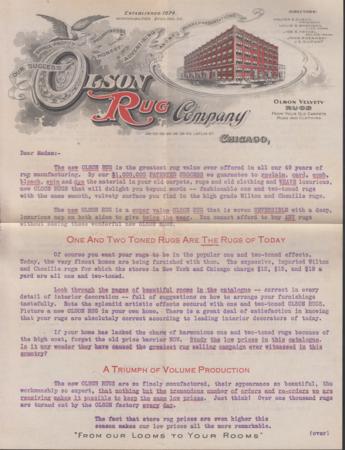 ESTABLISHED 1874
DIRECTORS:
OUR SUCCESS
HONEST
ADVERTISING
OLSON
RUG Company
OLSON VELVETY
RUGS
FROM YOUR OLD CARPETS
RUGS AND CLOTHING
CHICAGO,
Dear Madam:-
The new OLSON RUG is the greatest rug value ever offered in all our 49 years of
rug manufacturing. By our $1,000,000 PATENTED PROCESS we guarantee to reclaim, card, comb,
bleach, spin and dye the material in your old carpets, rugs and old clothing and WEAVE luxurious,
new OLSON RUGS that will delight you beyond words - fashionable one and two-toned rugs
with the same smooth, velvety surface you find in the high grade Wilton and Chenille rugs.
The new OLSON RUG is a super value OLSON RUG that is woven REVERSIBLE with a deep,
luxurious nap on both sides to give twice the wear. You cannot afford to buy ANY rugs
without seeing these wonderful new OLSON RUGS.
ONE AND TWO TONED RUGS ARE THE RUGS OF TODAY
Of course you want your rugs to be in the popular one and two-toned effects.
Today, the very finest homes are being furnished with them. The expensive, imported Wilton
and Chenille rugs for which the stores in New York and Chicago charge $12, $15, and $18 a
yard are all one and two-toned.
Look through the pages of beautiful rooms in the catalogue -- correct in every
detail of interior decoration -- full of suggestions on how to arrange your furnishings
tastefully. Note the splendid artistic effects secured with one and two-toned OLSON RUGS.
Picture a new OLSON RUG in your own home. There is a great deal of satisfaction in knowing
that your rugs are absolutely correct according to leading interior decorators of today.
If your home has lacked the charm of harmonious one and two-toned rugs because of
the high cost, forget the old price barrier NOW. Study the low prices in this catalogue.
Is it any wonder they have caused the greatest rug selling campaign ever witnessed in this
country?
A TRIUMPH OF VOLUME PRODUCTION
The new OLSON RUGS are so finely manufactured, their appearance so beautiful, the
workmanship so expert, that nothing but the tremendous number of orders and re-orders we are
receiving makes it possible to keep the same low prices. Just think! Over one thousand rugs
are turned out by the OLSON factory every day.
The fact that store rug prices are even higher this
season makes our low prices all the more remarkable.
"FROM OUR LOOMS TO YOUR ROOMS"
(over)